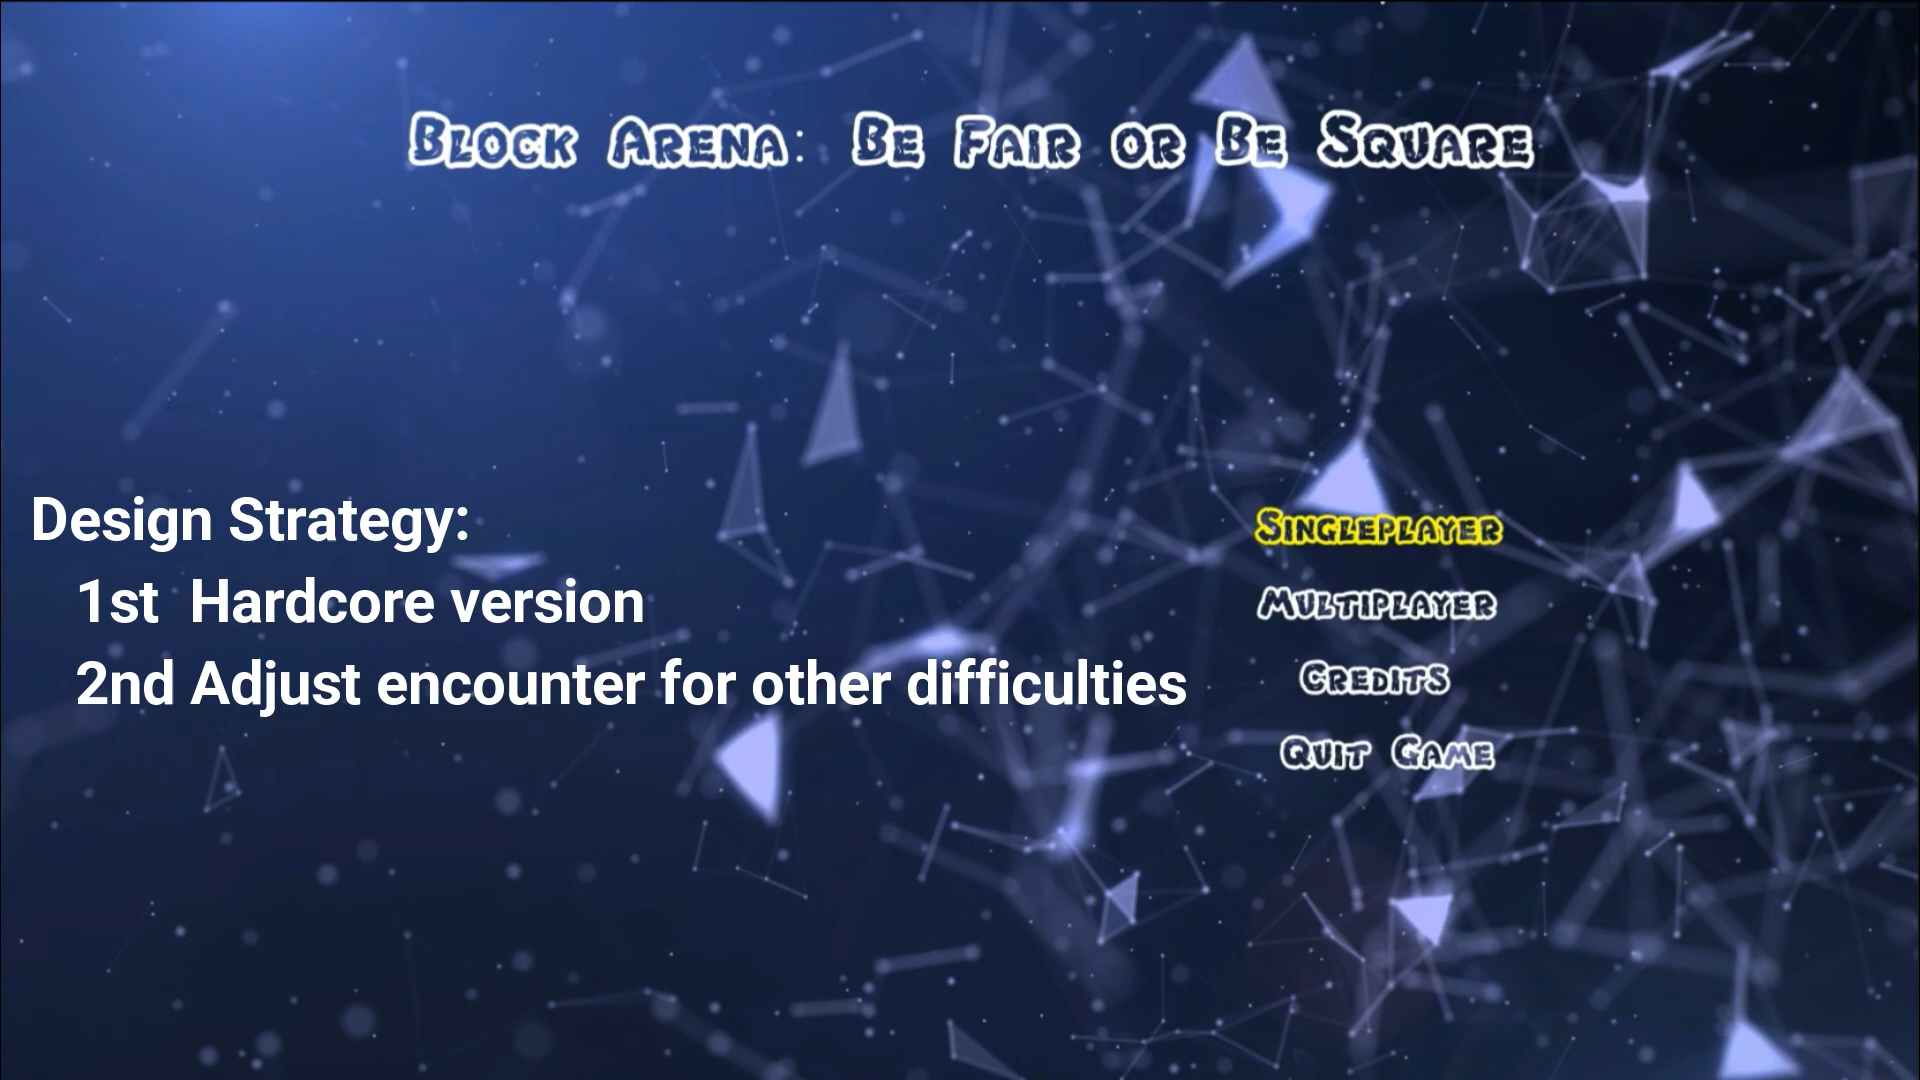 Block Arena: Be Fair or Be Square
Design Strategy:
1st  Hardcore version
2nd Adjust encounter for other difficulties
Singleplayer
Multiplayer
Credits
Quit Game